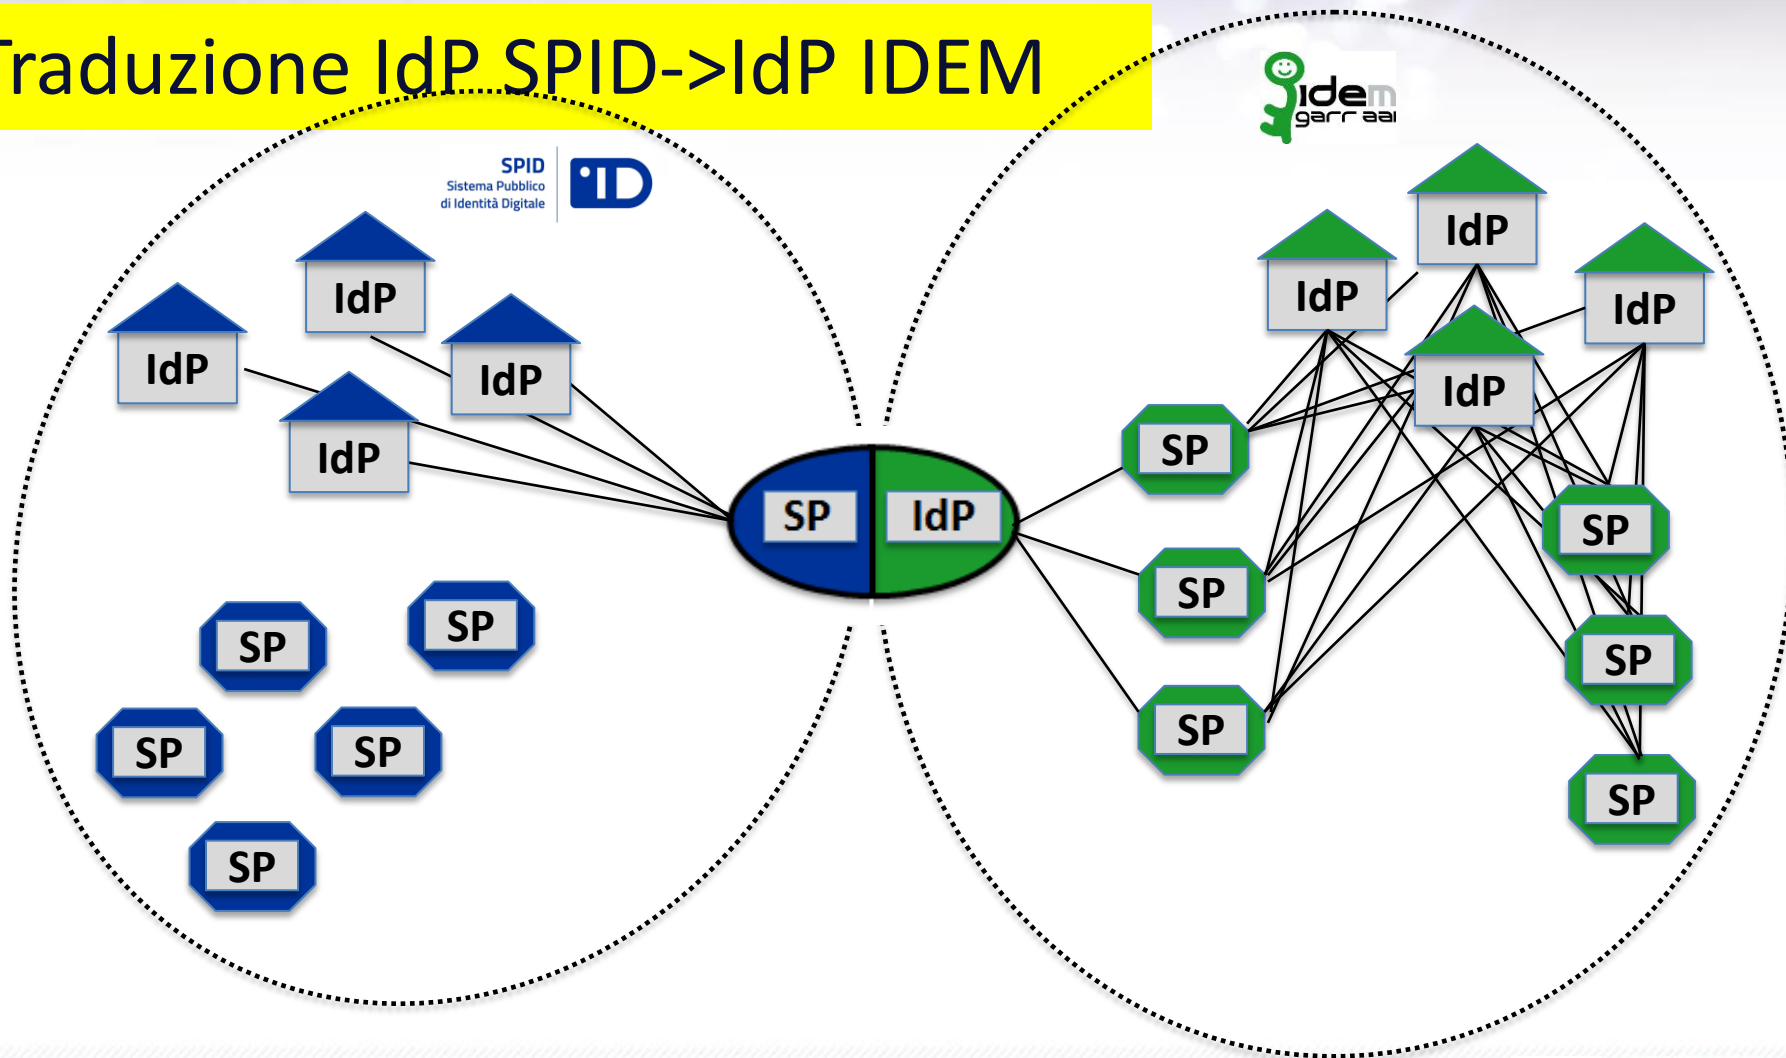 Traduzione IdP SPID->IdP IDEM
idem
garr aai
SPID
Sistema Pubblico
di Identità Digitale
ID
IdP
IdP
IdP
IdP
IdP
IdP
IdP
IdP
SP
IdP
SP
SP
SP
SP
SP
SP
SP
SP
SP
SP
SP